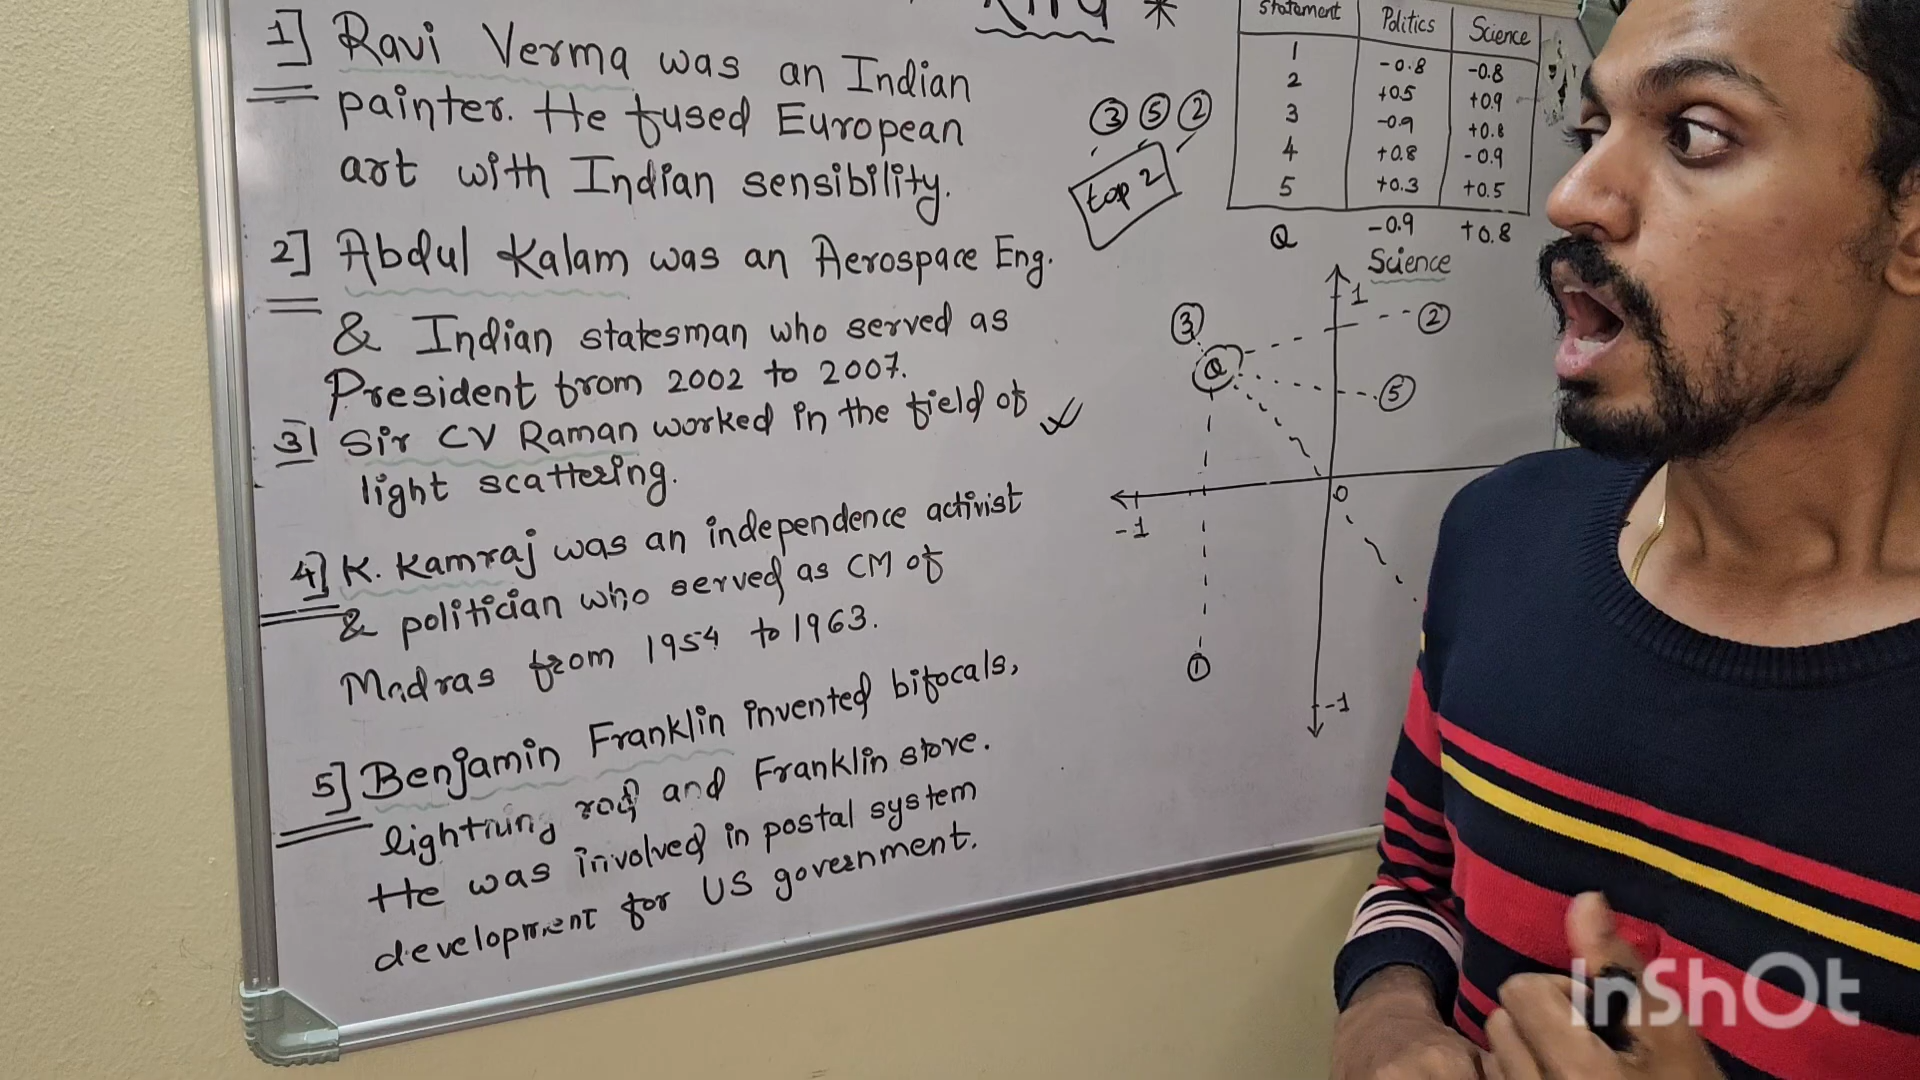 *
1] Ravi Verma was an Indian
painter. He fused European
art with Indian sensibility.
2] Abdul Kalam was an Aerospace Eng.
& Indian statesman who served as
President from 2002 to 2007.
3] Sir CV Raman worked in the field of
light scattering.
4] K. Kamraj was an independence activist
& politician who served as CM of
Madras from 1954 to 1963.
5] Benjamin Franklin invented bifocals,
lightning rod and Franklin stove.
He was involved in postal system
development for US government.
3 5 2
top 2
Statement Politics Science
1 -0.8 -0.8
2 +0.5 +0.9
3 -0.9 +0.8
4 +0.8 -0.9
5 +0.3 +0.5
Q -0.9 +0.8
Science
1
3 2
Q
5
0
-1
1
-1
InShOt